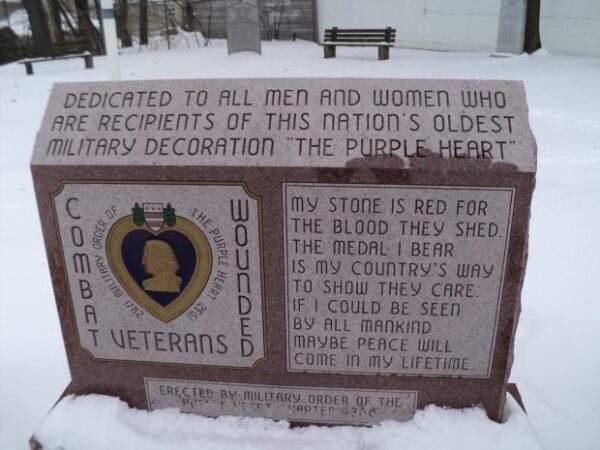 DEDICATED TO ALL MEN AND WOMEN WHO
ARE RECIPIENTS OF THIS NATION'S OLDEST
MILITARY DECORATION "THE PURPLE HEART"
COMBAT
WOUNDED
VETERANS
MILITARY ORDER OF
THE PURPLE HEART
1782
1932
MY STONE IS RED FOR
THE BLOOD THEY SHED.
THE MEDAL I BEAR
IS MY COUNTRY'S WAY
TO SHOW THEY CARE.
IF I COULD BE SEEN
BY ALL MANKIND
MAYBE PEACE WILL
COME IN MY LIFETIME.
ERECTED BY MILITARY ORDER OF THE
PURPLE HEART CHAPTER